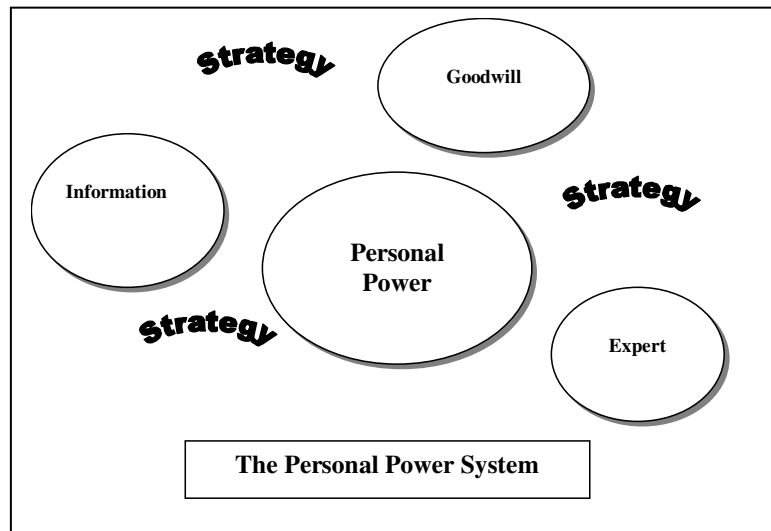 Strategy
Goodwill
Information
Strategy
Personal
Power
Strategy
Expert
The Personal Power System